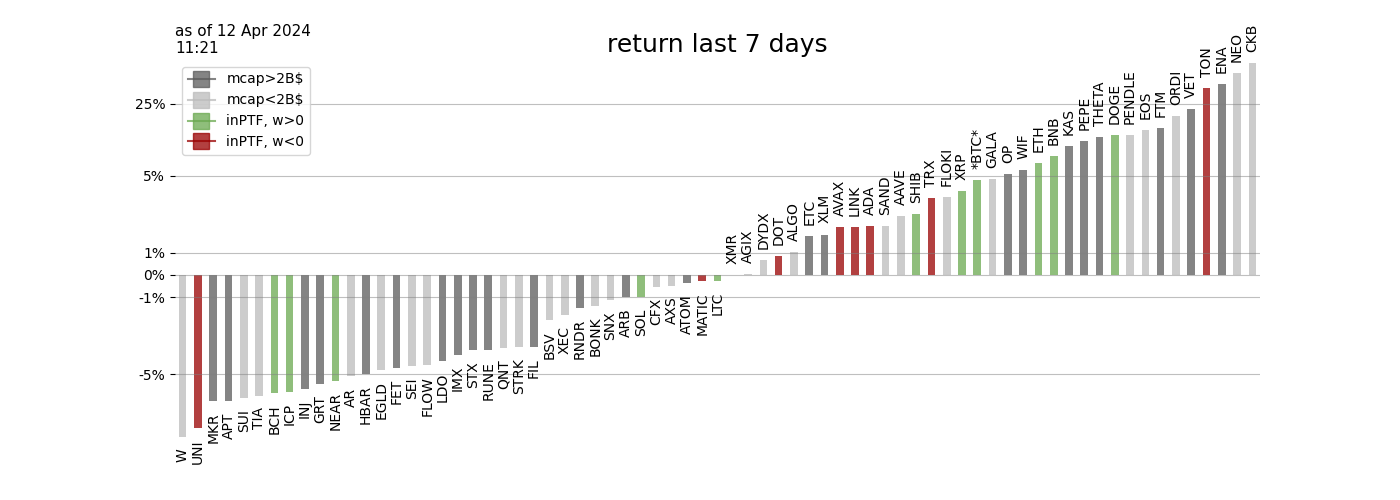 as of 12 Apr 2024
11:21
return last 7 days
mcap>2B$
mcap<2B$
inPTF, w>0
inPTF, w<0
25%
5%
1%
0%
-1%
-5%
W
UNI
MKR
APT
SUI
TIA
BCH
ICP
INJ
GRT
NEAR
AR
HBAR
EGLD
FET
SEI
FLOW
LDO
IMX
STX
RUNE
QNT
STRK
FIL
BSV
XEC
RNDR
BONK
SNX
ARB
SOL
CFX
AXS
ATOM
MATIC
LTC
XMR
AGIX
DYDX
DOT
ALGO
ETC
XLM
AVAX
LINK
ADA
SAND
AAVE
SHIB
TRX
FLOKI
XRP
*BTC*
GALA
OP
WIF
ETH
BNB
KAS
PEPE
THETA
DOGE
PENDLE
EOS
FTM
ORDI
VET
TON
ENA
NEO
CKB